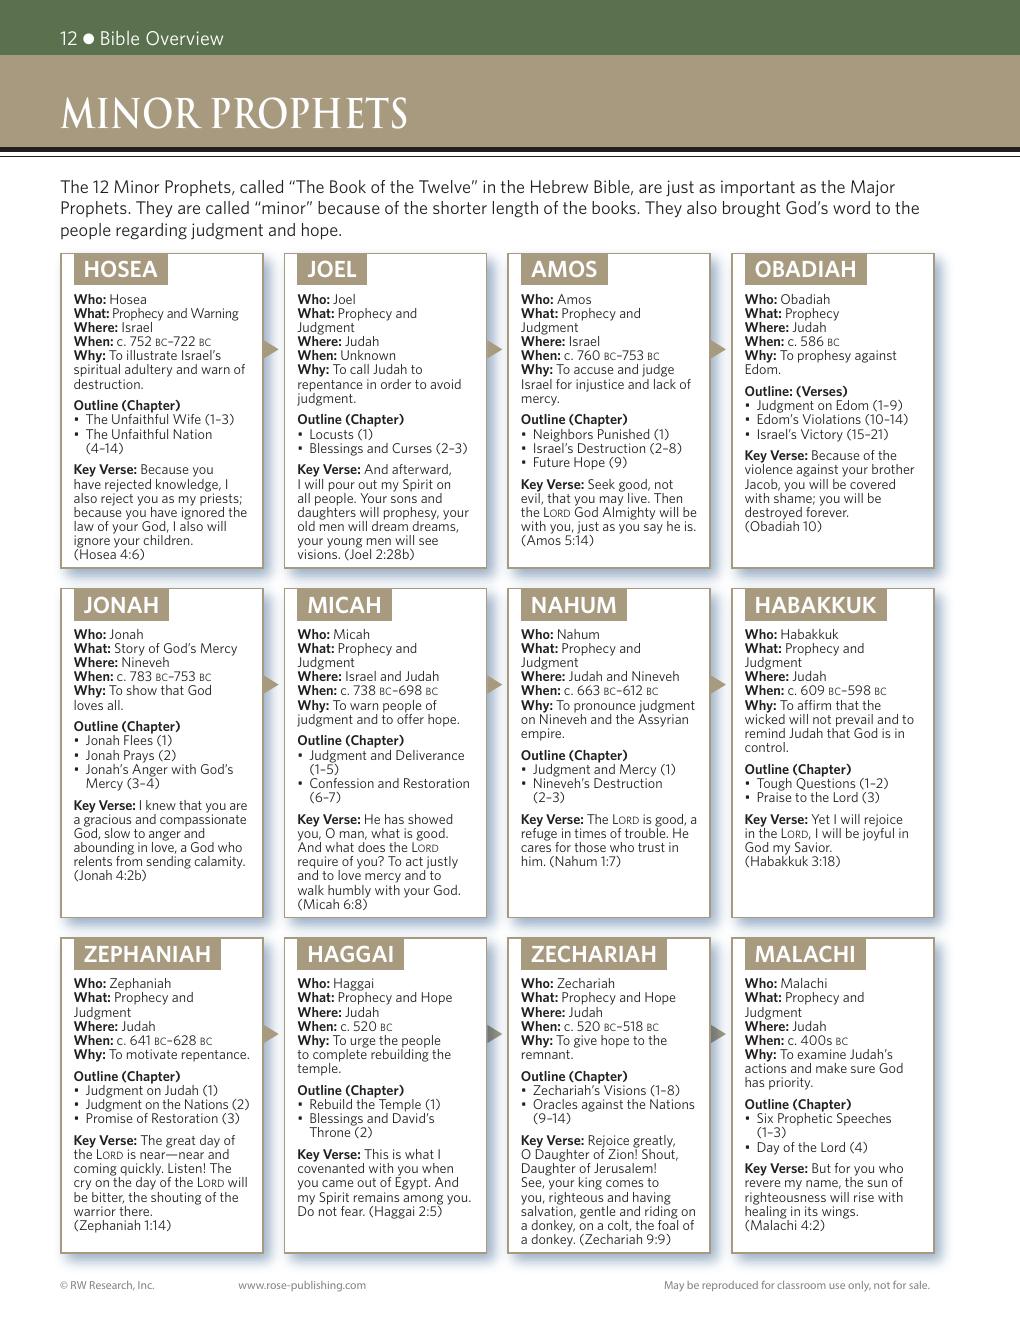 12 ● Bible Overview
MINOR PROPHETS
The 12 Minor Prophets, called “The Book of the Twelve” in the Hebrew Bible, are just as important as the Major
Prophets. They are called “minor” because of the shorter length of the books. They also brought God’s word to the
people regarding judgment and hope.
HOSEA
Who: Hosea
What: Prophecy and Warning
Where: Israel
When: c. 752 BC–722 BC
Why: To illustrate Israel’s
spiritual adultery and warn of
destruction.
Outline (Chapter)
• The Unfaithful Wife (1–3)
• The Unfaithful Nation
(4–14)
Key Verse: Because you
have rejected knowledge, I
also reject you as my priests;
because you have ignored the
law of your God, I also will
ignore your children.
(Hosea 4:6)
JOEL
Who: Joel
What: Prophecy and
Judgment
Where: Judah
When: Unknown
Why: To call Judah to
repentance in order to avoid
judgment.
Outline (Chapter)
• Locusts (1)
• Blessings and Curses (2–3)
Key Verse: And afterward,
I will pour out my Spirit on
all people. Your sons and
daughters will prophesy, your
old men will dream dreams,
your young men will see
visions. (Joel 2:28b)
AMOS
Who: Amos
What: Prophecy and
Judgment
Where: Israel
When: c. 760 BC–753 BC
Why: To accuse and judge
Israel for injustice and lack of
mercy.
Outline (Chapter)
• Neighbors Punished (1)
• Israel’s Destruction (2–8)
• Future Hope (9)
Key Verse: Seek good, not
evil, that you may live. Then
the LORD God Almighty will be
with you, just as you say he is.
(Amos 5:14)
OBADIAH
Who: Obadiah
What: Prophecy
Where: Judah
When: c. 586 BC
Why: To prophesy against
Edom.
Outline: (Verses)
• Judgment on Edom (1–9)
• Edom’s Violations (10–14)
• Israel’s Victory (15–21)
Key Verse: Because of the
violence against your brother
Jacob, you will be covered
with shame; you will be
destroyed forever.
(Obadiah 10)
JONAH
Who: Jonah
What: Story of God’s Mercy
Where: Nineveh
When: c. 783 BC–753 BC
Why: To show that God
loves all.
Outline (Chapter)
• Jonah Flees (1)
• Jonah Prays (2)
• Jonah’s Anger with God’s
Mercy (3–4)
Key Verse: I knew that you are
a gracious and compassionate
God, slow to anger and
abounding in love, a God who
relents from sending calamity.
(Jonah 4:2b)
MICAH
Who: Micah
What: Prophecy and
Judgment
Where: Israel and Judah
When: c. 738 BC–698 BC
Why: To warn people of
judgment and to offer hope.
Outline (Chapter)
• Judgment and Deliverance
(1–5)
• Confession and Restoration
(6–7)
Key Verse: He has showed
you, O man, what is good.
And what does the LORD
require of you? To act justly
and to love mercy and to
walk humbly with your God.
(Micah 6:8)
NAHUM
Who: Nahum
What: Prophecy and
Judgment
Where: Judah and Nineveh
When: c. 663 BC–612 BC
Why: To pronounce judgment
on Nineveh and the Assyrian
empire.
Outline (Chapter)
• Judgment and Mercy (1)
• Nineveh’s Destruction
(2–3)
Key Verse: The LORD is good, a
refuge in times of trouble. He
cares for those who trust in
him. (Nahum 1:7)
HABAKKUK
Who: Habakkuk
What: Prophecy and
Judgment
Where: Judah
When: c. 609 BC–598 BC
Why: To affirm that the
wicked will not prevail and to
remind Judah that God is in
control.
Outline (Chapter)
• Tough Questions (1–2)
• Praise to the Lord (3)
Key Verse: Yet I will rejoice
in the LORD, I will be joyful in
God my Savior.
(Habakkuk 3:18)
ZEPHANIAH
Who: Zephaniah
What: Prophecy and
Judgment
Where: Judah
When: c. 641 BC–628 BC
Why: To motivate repentance.
Outline (Chapter)
• Judgment on Judah (1)
• Judgment on the Nations (2)
• Promise of Restoration (3)
Key Verse: The great day of
the LORD is near—near and
coming quickly. Listen! The
cry on the day of the LORD will
be bitter, the shouting of the
warrior there.
(Zephaniah 1:14)
HAGGAI
Who: Haggai
What: Prophecy and Hope
Where: Judah
When: c. 520 BC
Why: To urge the people
to complete rebuilding the
temple.
Outline (Chapter)
• Rebuild the Temple (1)
• Blessings and David’s
Throne (2)
Key Verse: This is what I
covenanted with you when
you came out of Egypt. And
my Spirit remains among you.
Do not fear. (Haggai 2:5)
ZECHARIAH
Who: Zechariah
What: Prophecy and Hope
Where: Judah
When: c. 520 BC–518 BC
Why: To give hope to the
remnant.
Outline (Chapter)
• Zechariah’s Visions (1–8)
• Oracles against the Nations
(9–14)
Key Verse: Rejoice greatly,
O Daughter of Zion! Shout,
Daughter of Jerusalem!
See, your king comes to
you, righteous and having
salvation, gentle and riding on
a donkey, on a colt, the foal of
a donkey. (Zechariah 9:9)
MALACHI
Who: Malachi
What: Prophecy and
Judgment
Where: Judah
When: c. 400s BC
Why: To examine Judah’s
actions and make sure God
has priority.
Outline (Chapter)
• Six Prophetic Speeches
(1–3)
• Day of the Lord (4)
Key Verse: But for you who
revere my name, the sun of
righteousness will rise with
healing in its wings.
(Malachi 4:2)
© RW Research, Inc.
www.rose-publishing.com
May be reproduced for classroom use only, not for sale.